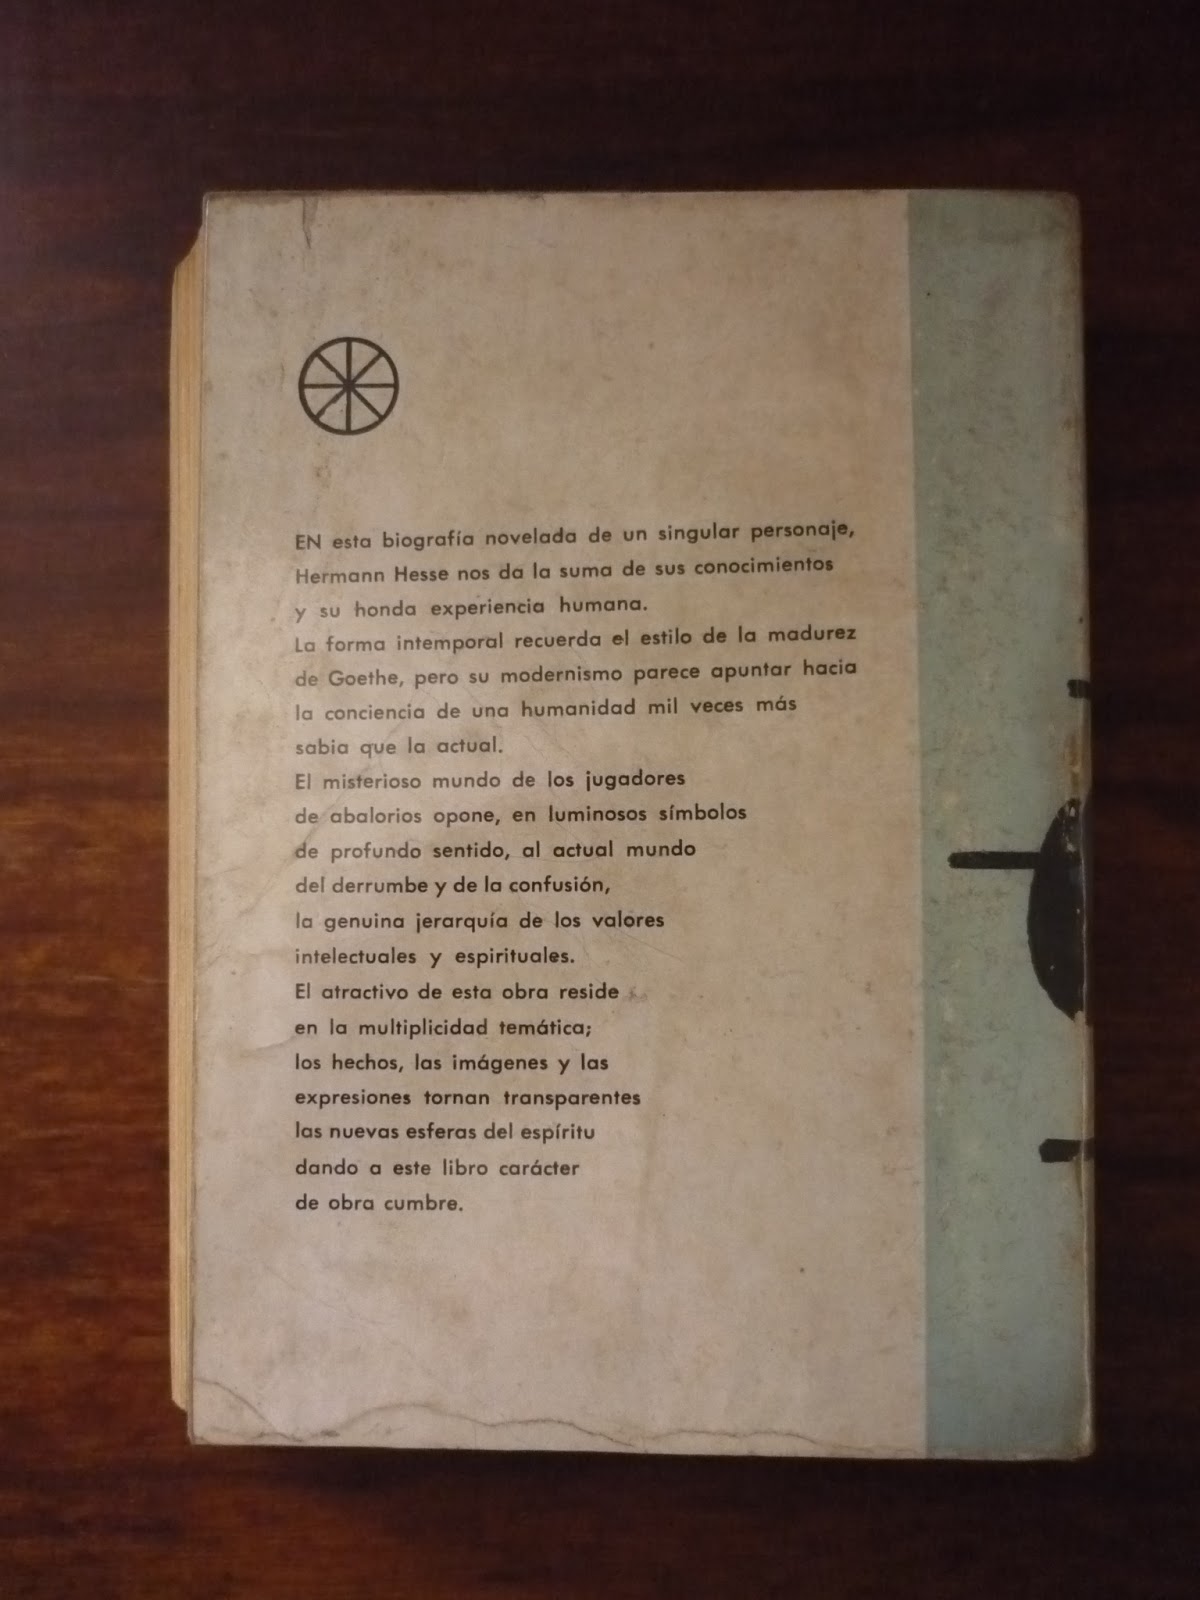 EN esta biografía novelada de un singular personaje,
Hermann Hesse nos da la suma de sus conocimientos
y su honda experiencia humana.
La forma intemporal recuerda el estilo de la madurez
de Goethe, pero su modernismo parece apuntar hacia
la conciencia de una humanidad mil veces más
sabia que la actual.
El misterioso mundo de los jugadores
de abalorios opone, en luminosos símbolos
de profundo sentido, al actual mundo
del derrumbe y de la confusión,
la genuina jerarquía de los valores
intelectuales y espirituales.
El atractivo de esta obra reside
en la multiplicidad temática;
los hechos, las imágenes y las
expresiones tornan transparentes
las nuevas esferas del espíritu
dando a este libro carácter
de obra cumbre.